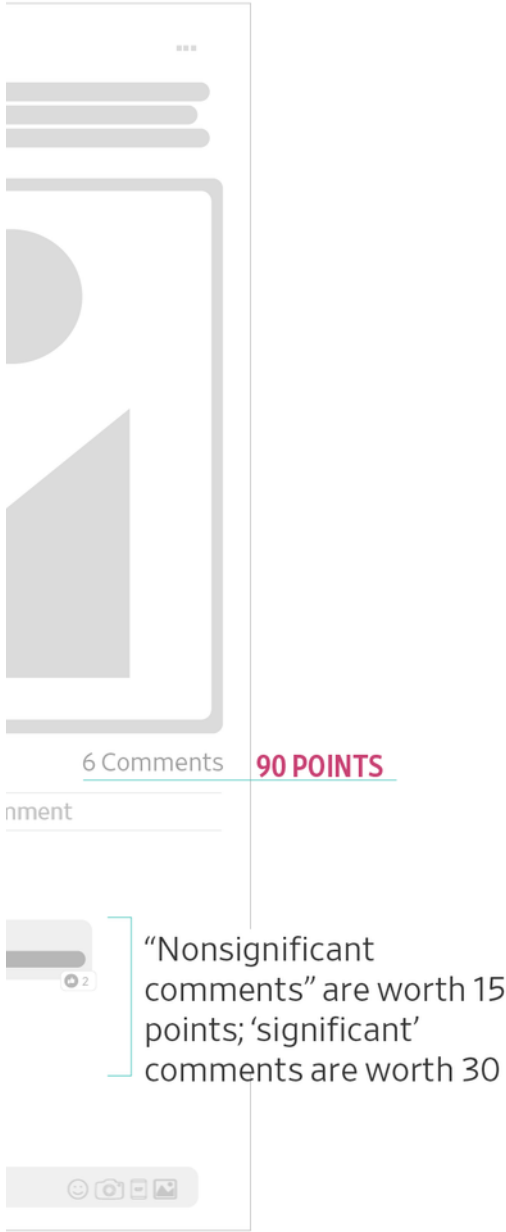 6 Comments 90 POINTS
nment
2
“Nonsignificant
comments” are worth 15
points; ‘significant’
comments are worth 30